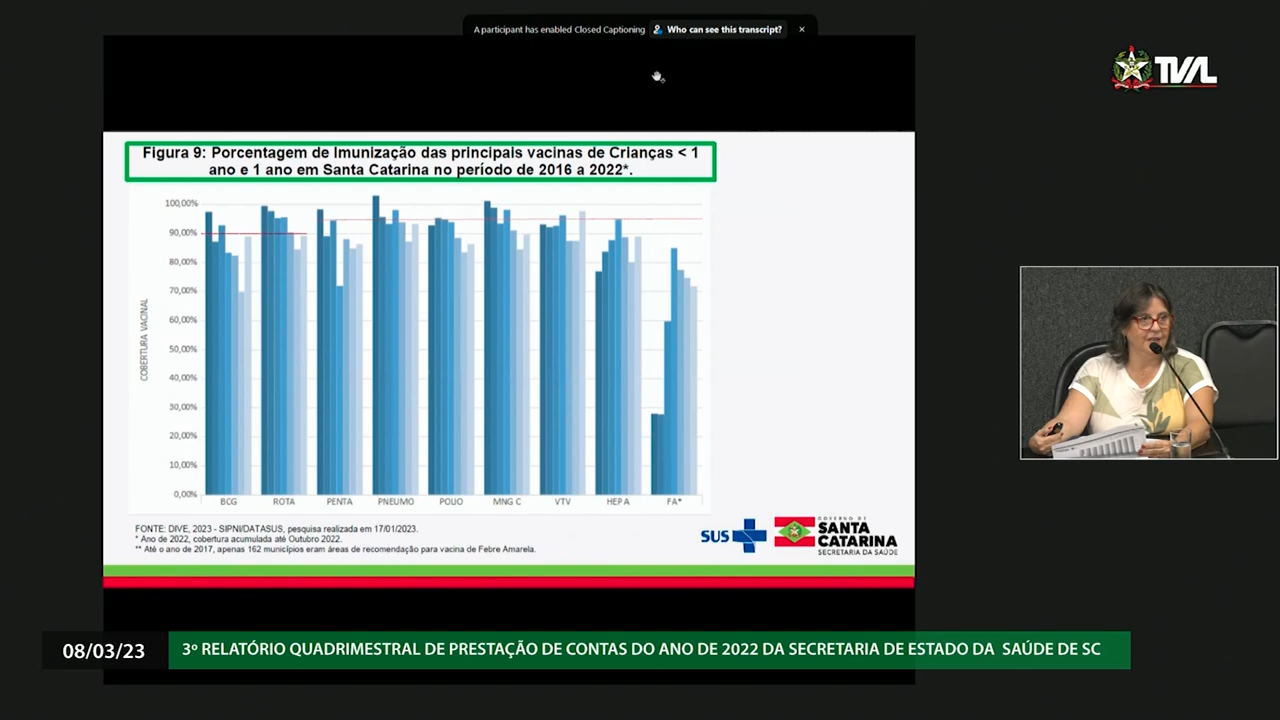 A participant has enabled Closed Captioning Who can see this transcript? ×
TVAL
Figura 9: Porcentagem de Imunização das principais vacinas de Crianças < 1
ano e 1 ano em Santa Catarina no período de 2016 a 2022*.
100,00%
90,00%
80,00%
70,00%
60,00%
50,00%
40,00%
30,00%
20,00%
10,00%
0,00%
COBERTURA VACINAL
BCG ROTA PENTA PNEUMO POLIO MNG C VTV HEP A FA*
FONTE: DIVE, 2023 - SIPNI/DATASUS, pesquisa realizada em 17/01/2023.
* Ano de 2022, cobertura acumulada até Outubro 2022.
** Até o ano de 2017, apenas 162 municípios eram áreas de recomendação para vacina de Febre Amarela.
SUS
GOVERNO DE
SANTA
CATARINA
SECRETARIA DA SAÚDE
08/03/23
3º RELATÓRIO QUADRIMESTRAL DE PRESTAÇÃO DE CONTAS DO ANO DE 2022 DA SECRETARIA DE ESTADO DA SAÚDE DE SC